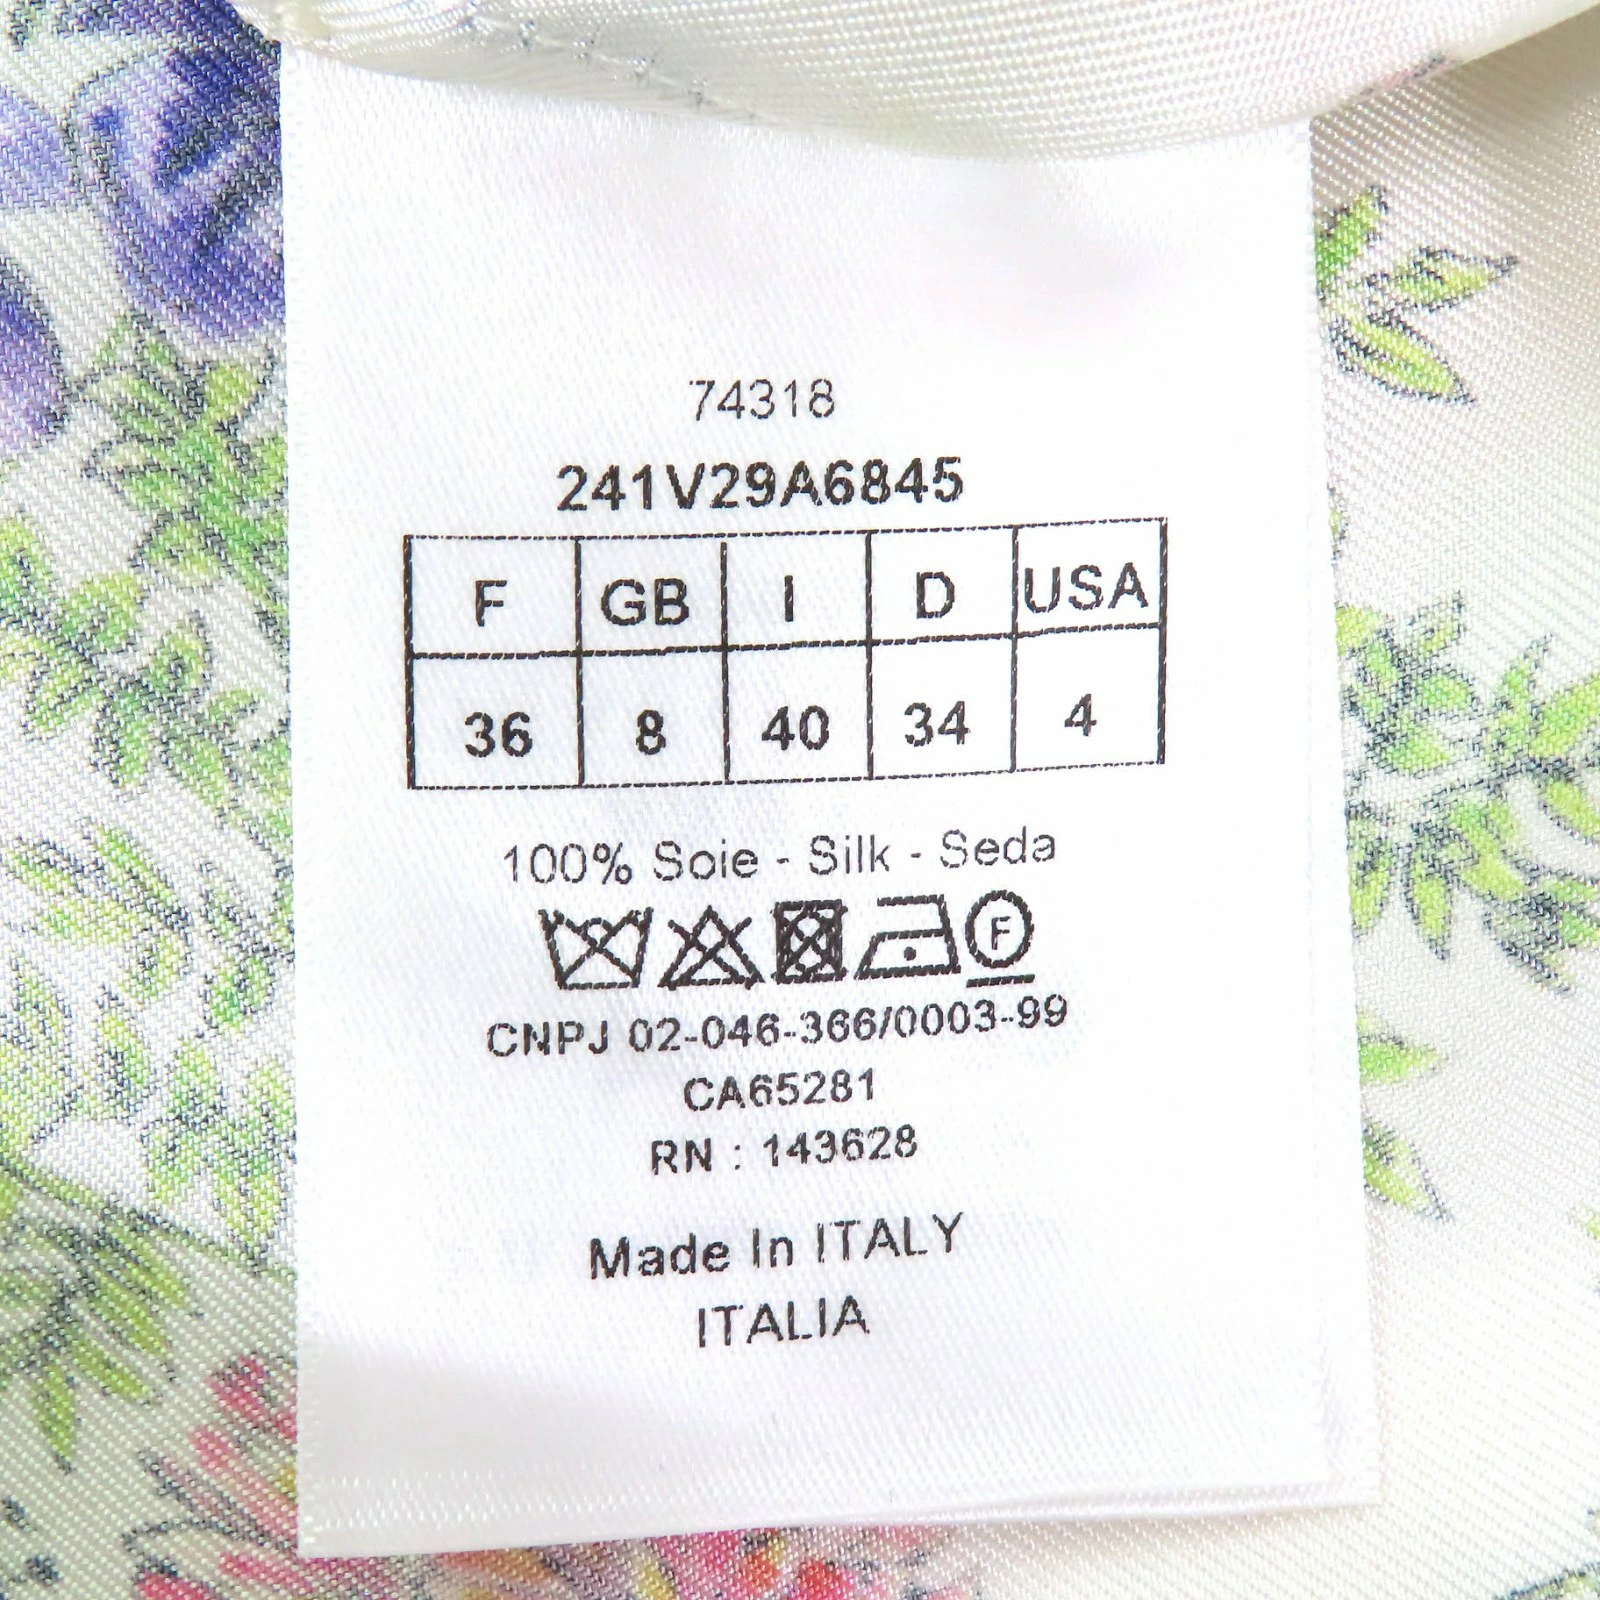 74318
241V29A6845
F GB I D USA
36 8 40 34 4
100% Soie - Silk - Seda
F
CNPJ 02-046-366/0003-99
CA65281
RN : 143628
Made In ITALY
ITALIA